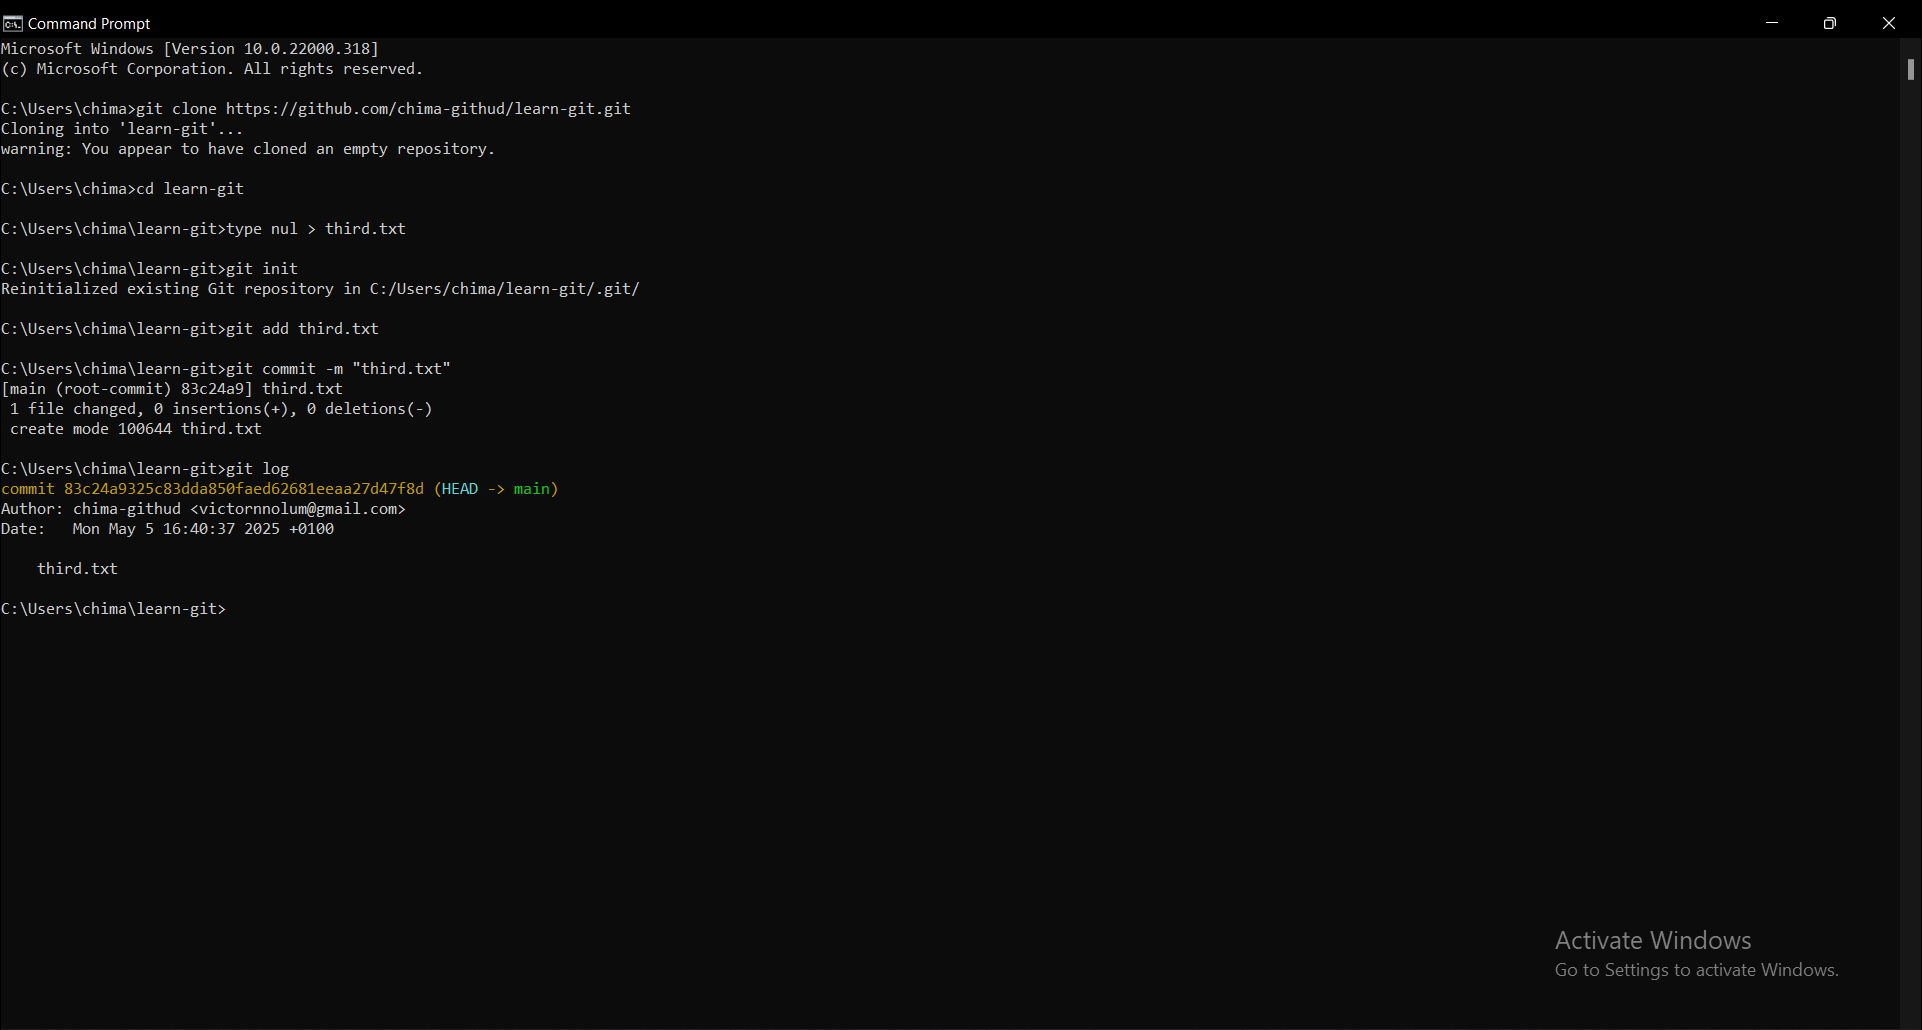 Command Prompt
Microsoft Windows [Version 10.0.22000.318]
(c) Microsoft Corporation. All rights reserved.
C:\Users\chima>git clone https://github.com/chima-githud/learn-git.git
Cloning into 'learn-git'...
warning: You appear to have cloned an empty repository.
C:\Users\chima>cd learn-git
C:\Users\chima\learn-git>type nul > third.txt
C:\Users\chima\learn-git>git init
Reinitialized existing Git repository in C:/Users/chima/learn-git/.git/
C:\Users\chima\learn-git>git add third.txt
C:\Users\chima\learn-git>git commit -m "third.txt"
[main (root-commit) 83c24a9] third.txt
 1 file changed, 0 insertions(+), 0 deletions(-)
 create mode 100644 third.txt
C:\Users\chima\learn-git>git log
commit 83c24a9325c83dda850faed62681eeaa27d47f8d (HEAD -> main)
Author: chima-githud <victornnolum@gmail.com>
Date:   Mon May 5 16:40:37 2025 +0100
    third.txt
C:\Users\chima\learn-git>
Activate Windows
Go to Settings to activate Windows.